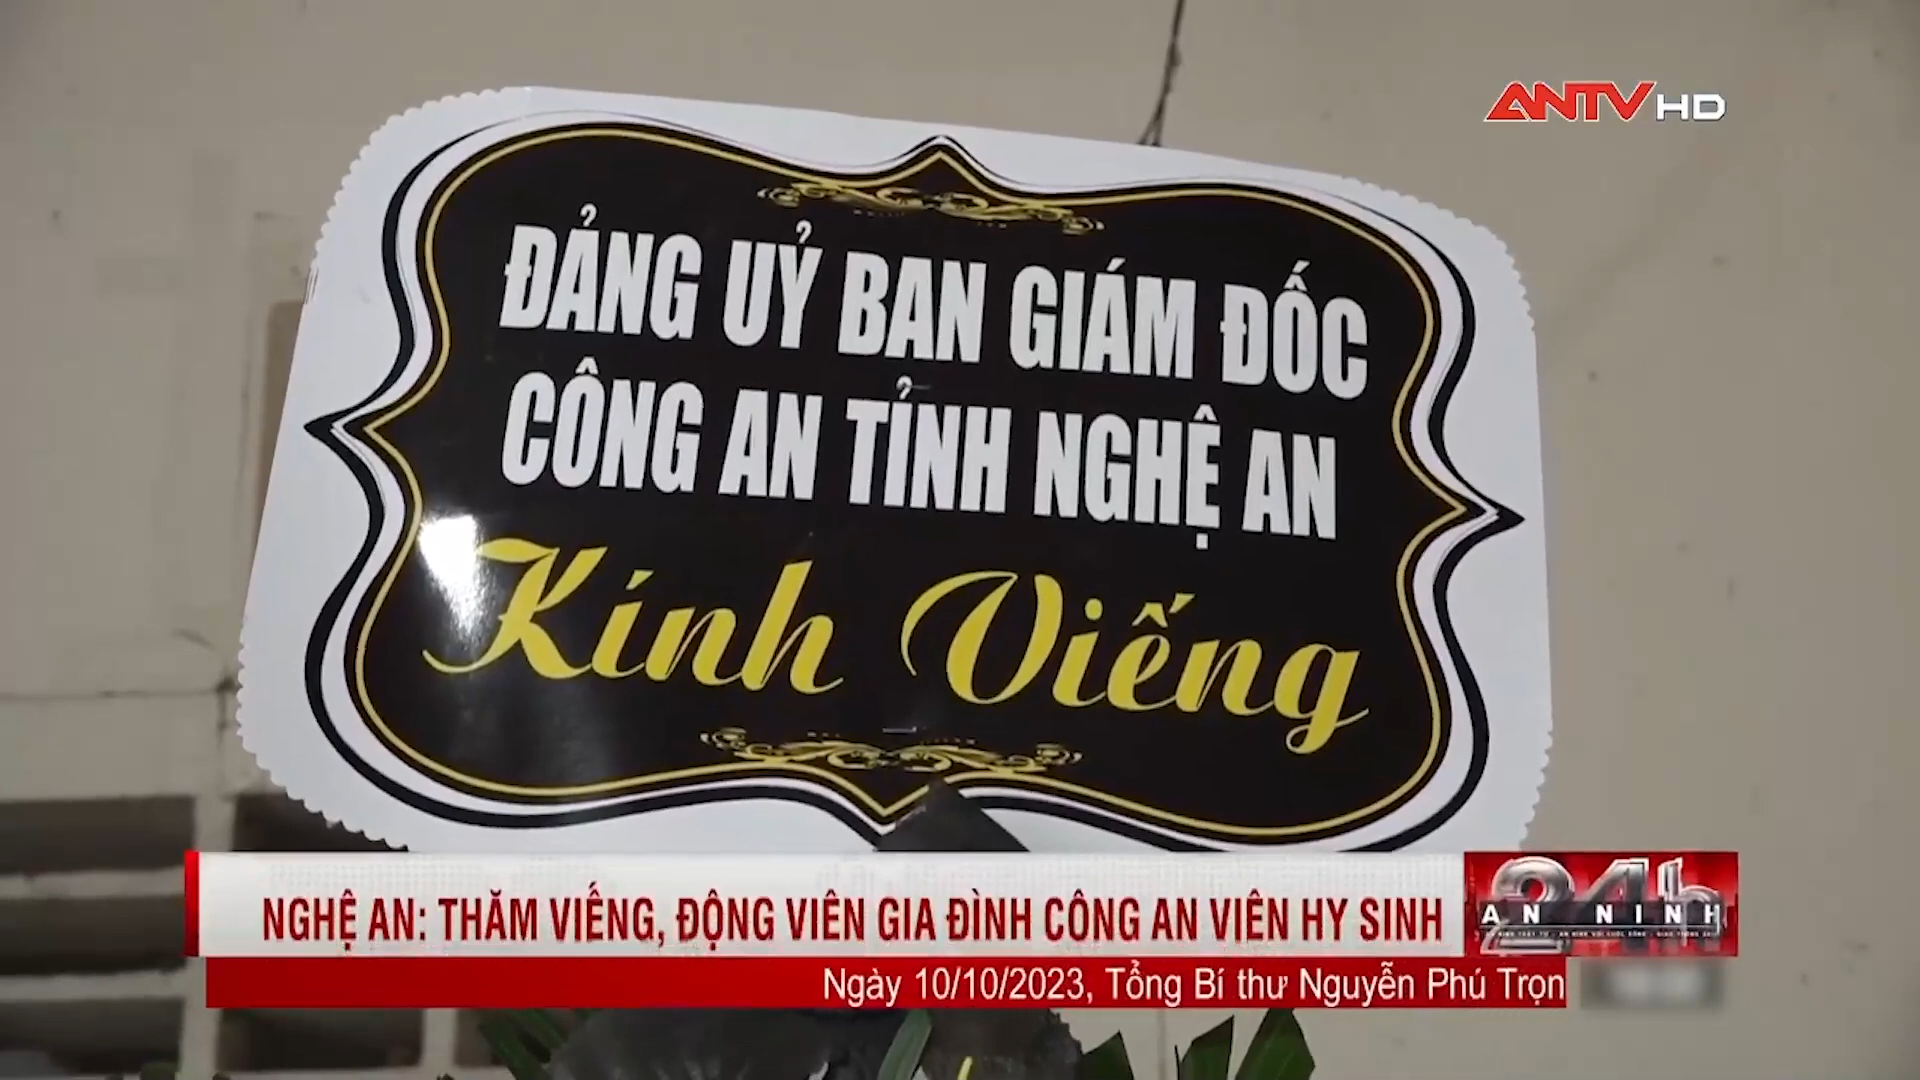 ANTV HD
ĐẢNG UỶ BAN GIÁM ĐỐC
CÔNG AN TỈNH NGHỆ AN
Kính Viếng
NGHỆ AN: THĂM VIẾNG, ĐỘNG VIÊN GIA ĐÌNH CÔNG AN VIÊN HY SINH
24h
AN NINH
Ngày 10/10/2023, Tổng Bí thư Nguyễn Phú Trọn